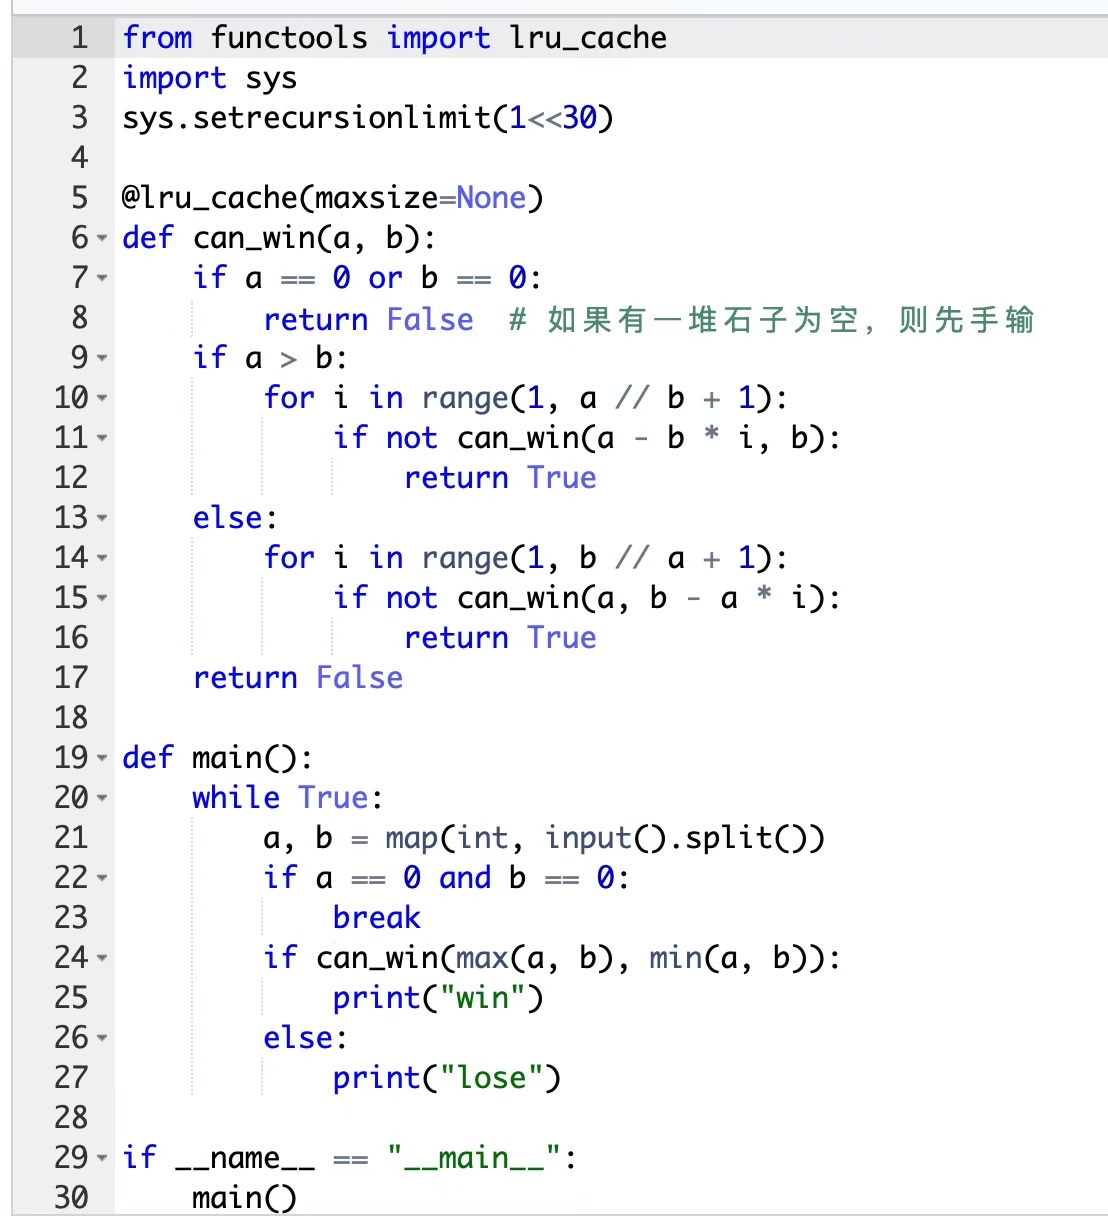 1 from functools import lru_cache
2 import sys
3 sys.setrecursionlimit(1<<30)
4
5 @lru_cache(maxsize=None)
6 def can_win(a, b):
7     if a == 0 or b == 0:
8         return False  # 如果有一堆石子为空，则先手输
9     if a > b:
10         for i in range(1, a // b + 1):
11             if not can_win(a - b * i, b):
12                 return True
13     else:
14         for i in range(1, b // a + 1):
15             if not can_win(a, b - a * i):
16                 return True
17     return False
18
19 def main():
20     while True:
21         a, b = map(int, input().split())
22         if a == 0 and b == 0:
23             break
24         if can_win(max(a, b), min(a, b)):
25             print("win")
26         else:
27             print("lose")
28
29 if __name__ == "__main__":
30     main()